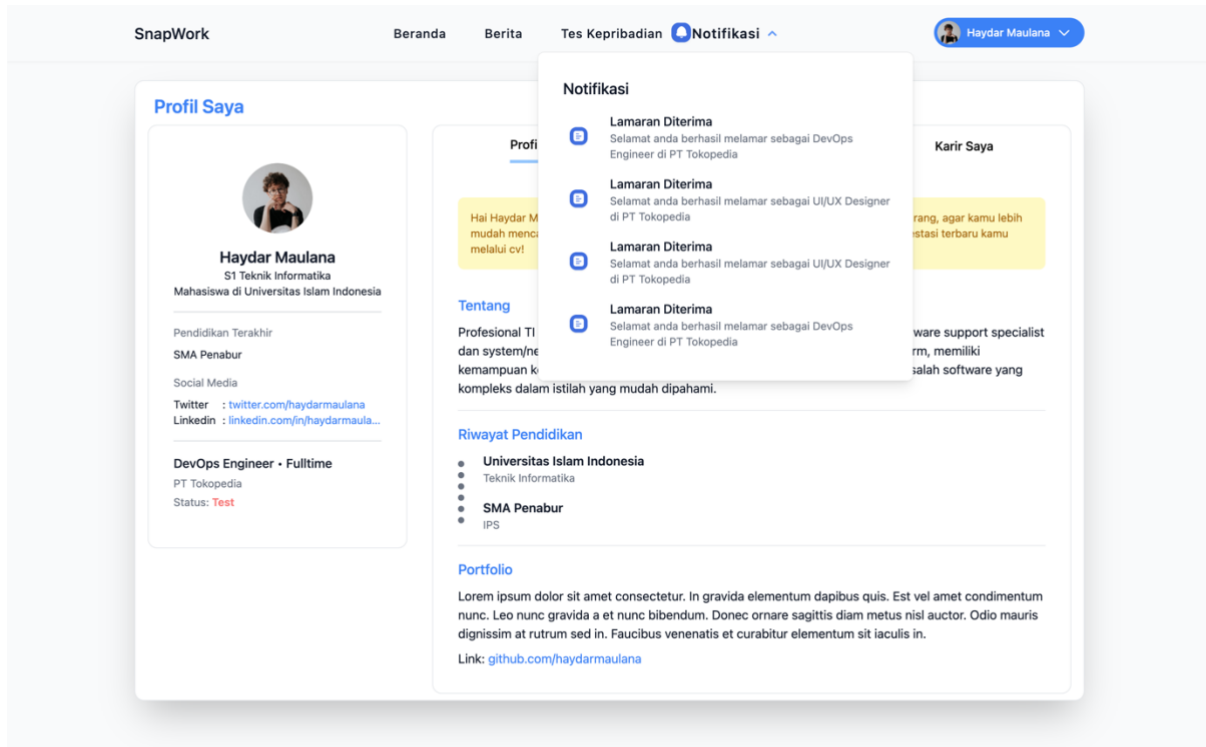 SnapWork
Beranda
Berita
Tes Kepribadian
Notifikasi
Haydar Maulana
Profil Saya
Haydar Maulana
S1 Teknik Informatika
Mahasiswa di Universitas Islam Indonesia
Pendidikan Terakhir
SMA Penabur
Social Media
Twitter : twitter.com/haydarmaulana
Linkedin : linkedin.com/in/haydarmaula...
DevOps Engineer • Fulltime
PT Tokopedia
Status: Test
Notifikasi
Lamaran Diterima
Selamat anda berhasil melamar sebagai DevOps
Engineer di PT Tokopedia
Lamaran Diterima
Selamat anda berhasil melamar sebagai UI/UX Designer
di PT Tokopedia
Lamaran Diterima
Selamat anda berhasil melamar sebagai UI/UX Designer
di PT Tokopedia
Lamaran Diterima
Selamat anda berhasil melamar sebagai DevOps
Engineer di PT Tokopedia
Profi
Karir Saya
Hai Haydar M rang, agar kamu lebih
mudah menca stasi terbaru kamu
melalui cv!
Tentang
Profesional TI ware support specialist
dan system/ne rm, memiliki
kemampuan k salah software yang
kompleks dalam istilah yang mudah dipahami.
Riwayat Pendidikan
Universitas Islam Indonesia
Teknik Informatika
SMA Penabur
IPS
Portfolio
Lorem ipsum dolor sit amet consectetur. In gravida elementum dapibus quis. Est vel amet condimentum
nunc. Leo nunc gravida a et nunc bibendum. Donec ornare sagittis diam metus nisl auctor. Odio mauris
dignissim at rutrum sed in. Faucibus venenatis et curabitur elementum sit iaculis in.
Link: github.com/haydarmaulana